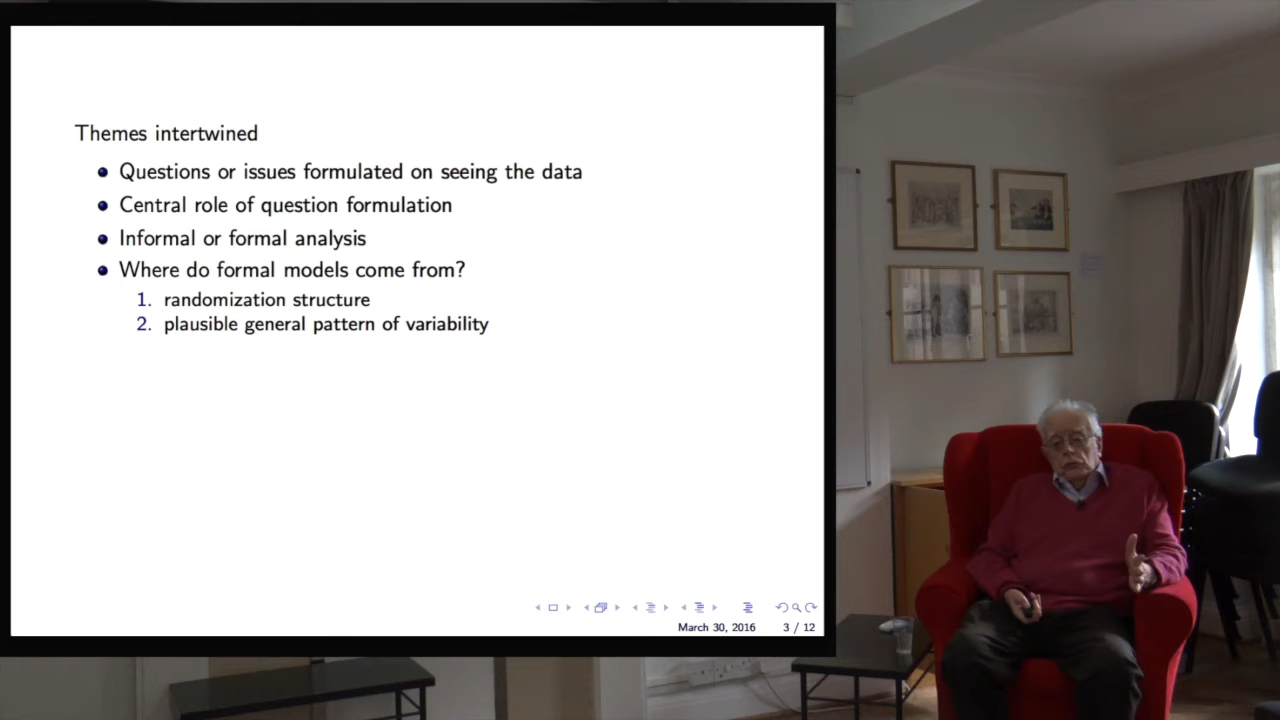 Themes intertwined
Questions or issues formulated on seeing the data
Central role of question formulation
Informal or formal analysis
Where do formal models come from?
1. randomization structure
2. plausible general pattern of variability
March 30, 2016 3 / 12